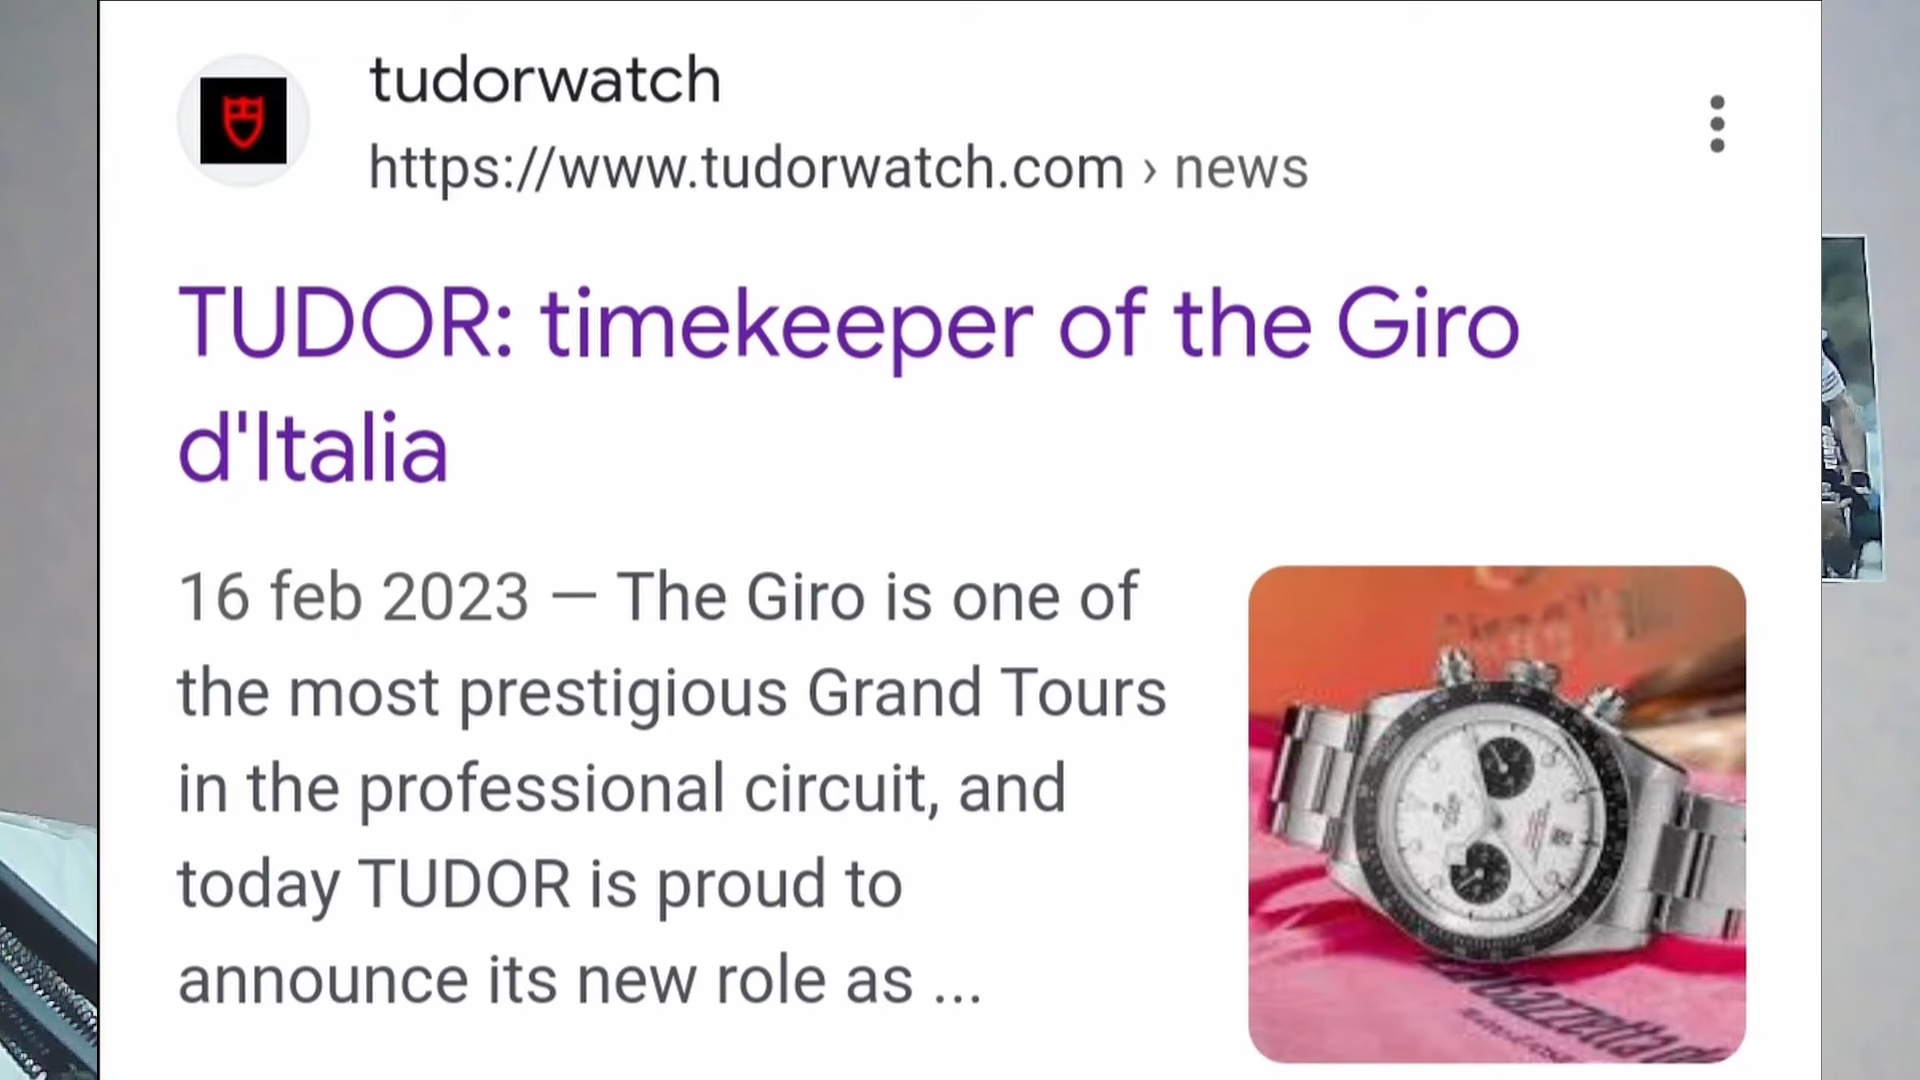 tudorwatch
https://www.tudorwatch.com › news
TUDOR: timekeeper of the Giro
d'Italia
16 feb 2023 — The Giro is one of
the most prestigious Grand Tours
in the professional circuit, and
today TUDOR is proud to
announce its new role as ...